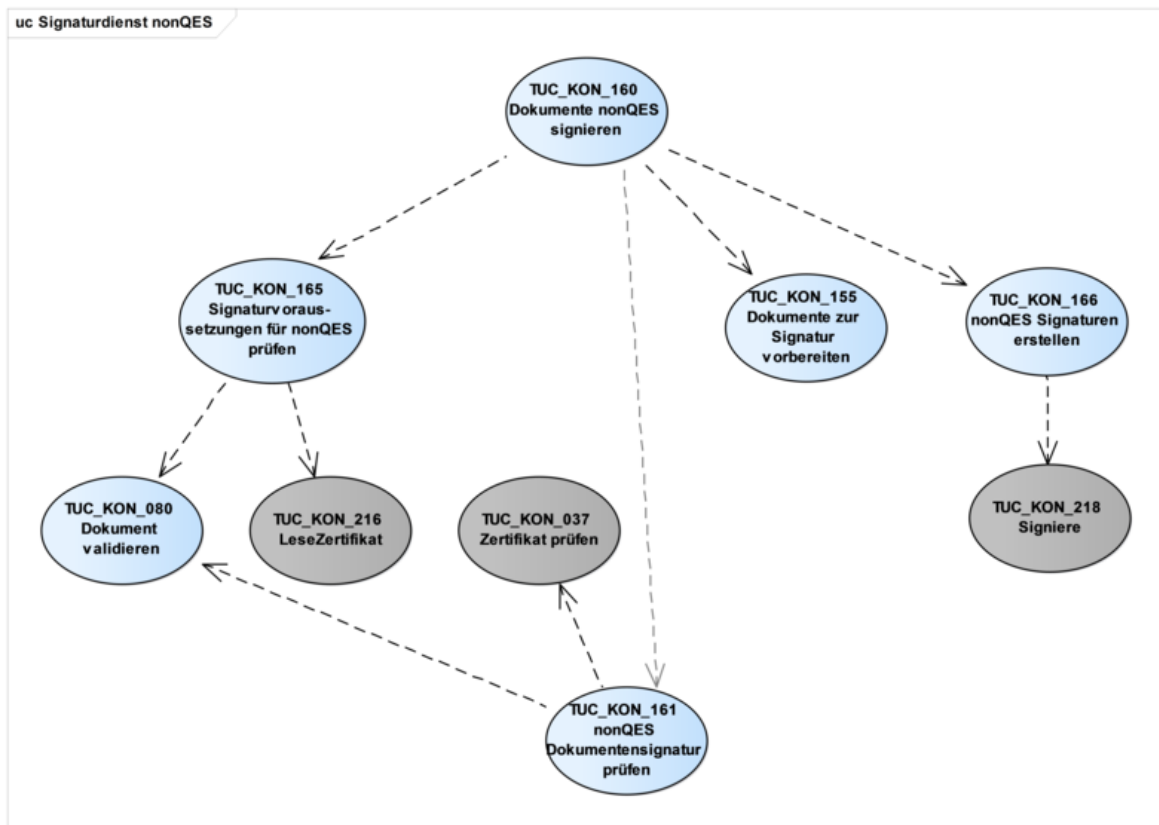 uc Signaturdienst nonQES
TUC_KON_160
Dokumente nonQES
signieren
TUC_KON_165
Signaturvoraus-
setzungen für nonQES
prüfen
TUC_KON_155
Dokumente zur
Signatur
vorbereiten
TUC_KON_166
nonQES Signaturen
erstellen
TUC_KON_080
Dokument
validieren
TUC_KON_216
LeseZertifikat
TUC_KON_037
Zertifikat prüfen
TUC_KON_218
Signiere
TUC_KON_161
nonQES
Dokumentensignatur
prüfen